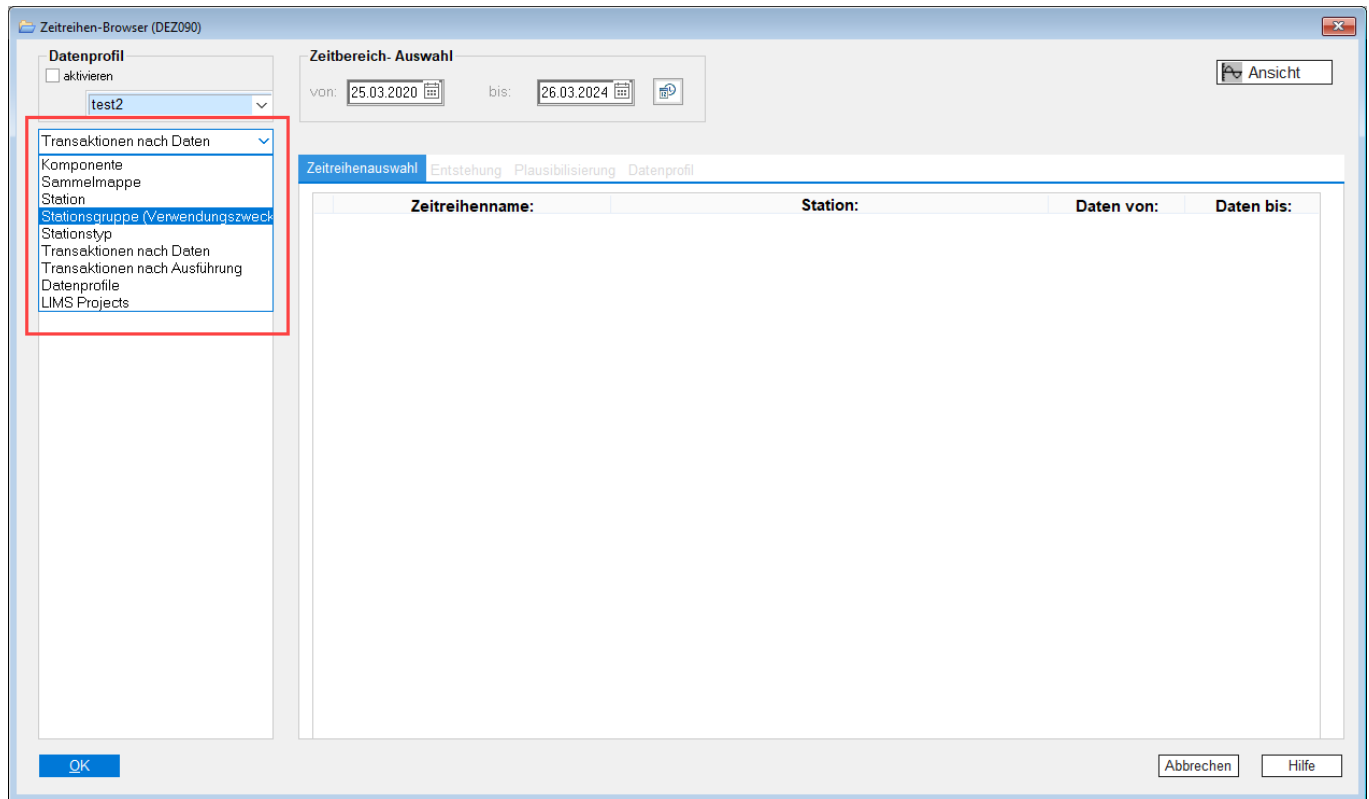 Zeitreihen-Browser (DEZ090)
Datenprofil
aktivieren
test2
Zeitbereich- Auswahl
von: 25.03.2020 bis: 26.03.2024
Ansicht
Transaktionen nach Daten
Komponente
Sammelmappe
Station
Stationsgruppe (Verwendungszweck
Stationstyp
Transaktionen nach Daten
Transaktionen nach Ausführung
Datenprofile
LIMS Projects
Zeitreihenauswahl Entstehung Plausibilisierung Datenprofil
Zeitreihenname: Station: Daten von: Daten bis:
OK Abbrechen Hilfe